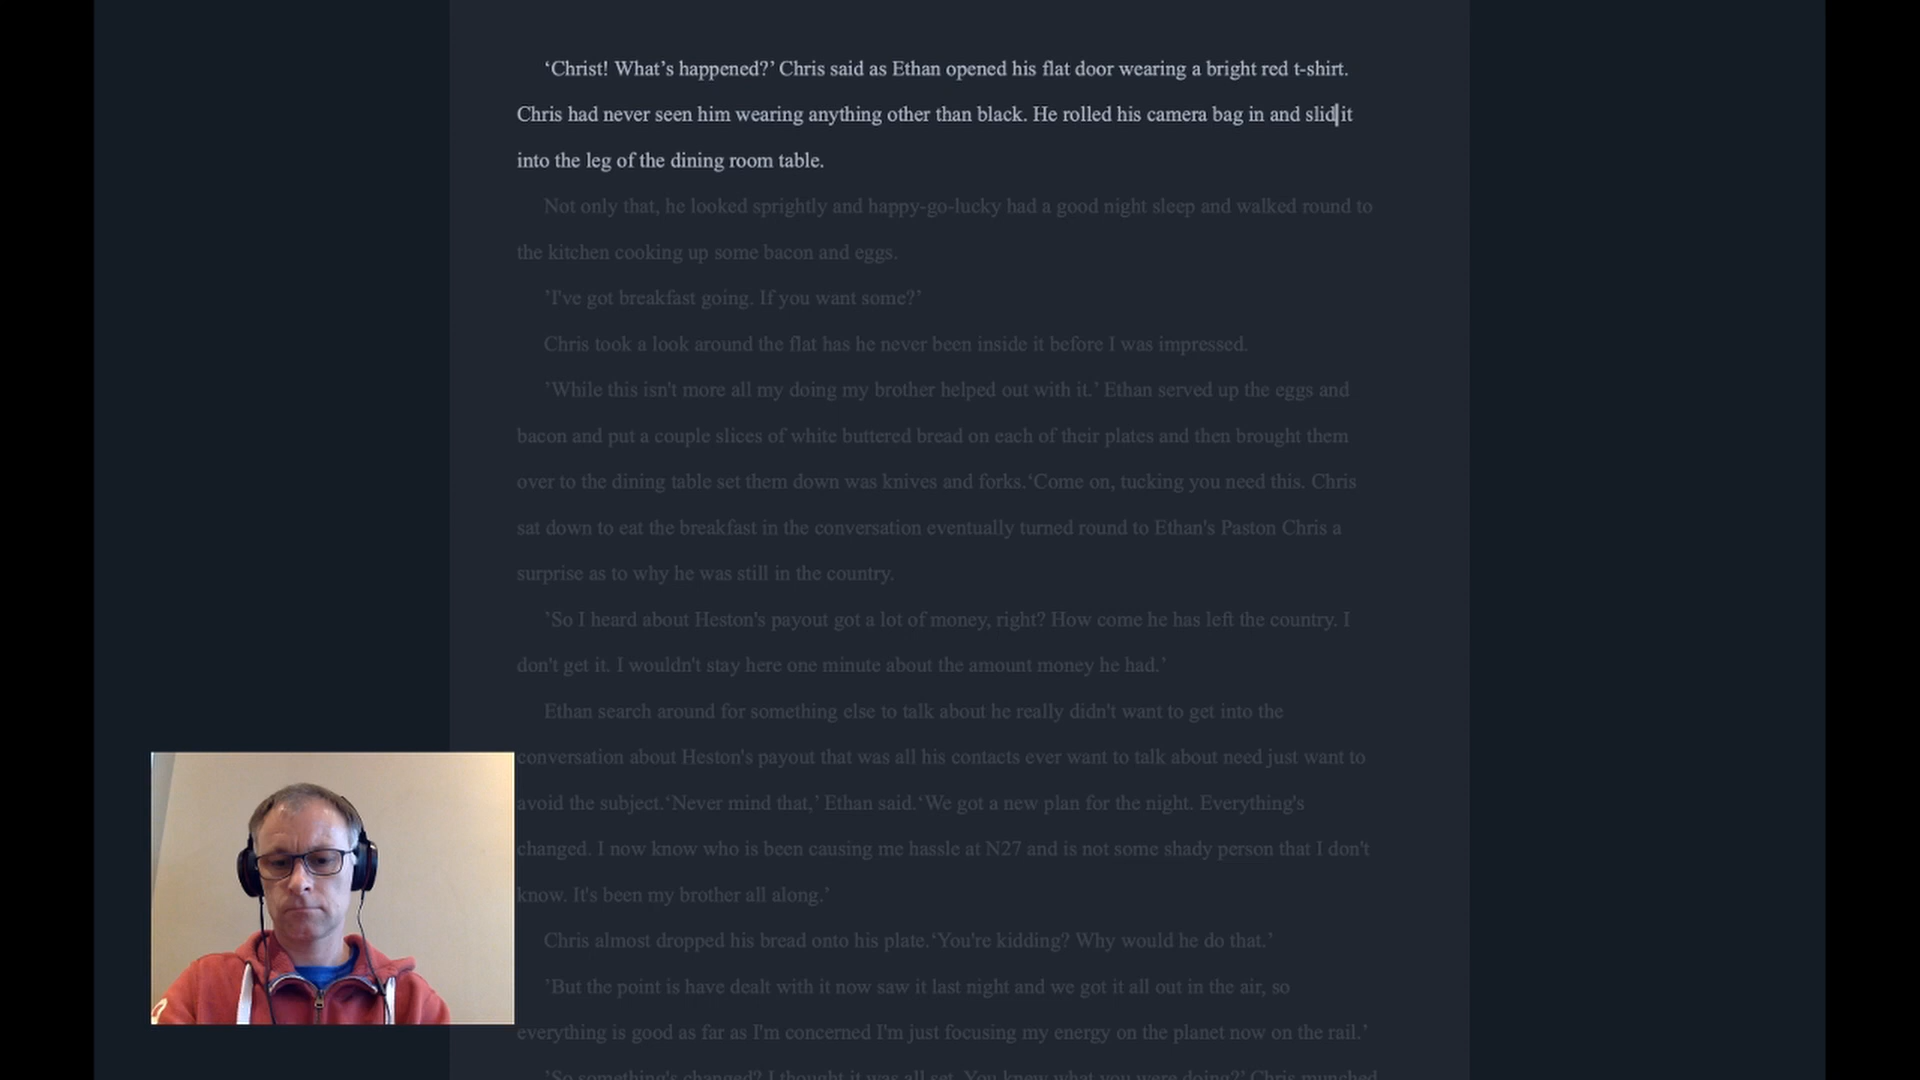 ‘Christ! What’s happened?’ Chris said as Ethan opened his flat door wearing a bright red t-shirt.
Chris had never seen him wearing anything other than black. He rolled his camera bag in and slid it
into the leg of the dining room table.
Not only that, he looked sprightly and happy-go-lucky had a good night sleep and walked round to
the kitchen cooking up some bacon and eggs.
’I've got breakfast going. If you want some?’
Chris took a look around the flat has he never been inside it before I was impressed.
’While this isn't more all my doing my brother helped out with it.’ Ethan served up the eggs and
bacon and put a couple slices of white buttered bread on each of their plates and then brought them
over to the dining table set them down was knives and forks.‘Come on, tucking you need this. Chris
sat down to eat the breakfast in the conversation eventually turned round to Ethan's Paston Chris a
surprise as to why he was still in the country.
’So I heard about Heston's payout got a lot of money, right? How come he has left the country. I
don't get it. I wouldn't stay here one minute about the amount money he had.’
Ethan search around for something else to talk about he really didn't want to get into the
conversation about Heston's payout that was all his contacts ever want to talk about need just want to
avoid the subject.‘Never mind that,’ Ethan said.‘We got a new plan for the night. Everything's
changed. I now know who is been causing me hassle at N27 and is not some shady person that I don't
know. It's been my brother all along.’
Chris almost dropped his bread onto his plate.‘You're kidding? Why would he do that.’
’But the point is have dealt with it now saw it last night and we got it all out in the air, so
everything is good as far as I'm concerned I'm just focusing my energy on the planet now on the rail.’
’So something's changed? I thought it was all set. You knew what you were doing?’ Chris munched